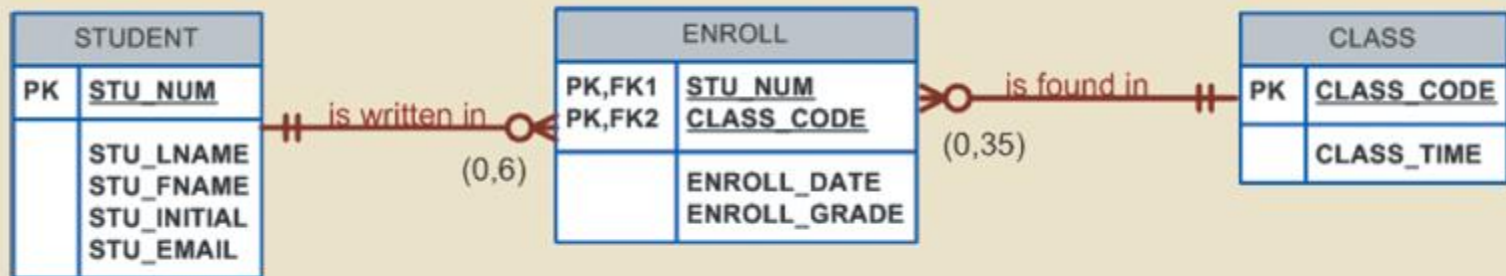 STUDENT
PK STU_NUM
STU_LNAME
STU_FNAME
STU_INITIAL
STU_EMAIL
is written in
(0,6)
ENROLL
PK,FK1 STU_NUM
PK,FK2 CLASS_CODE
ENROLL_DATE
ENROLL_GRADE
is found in
(0,35)
CLASS
PK CLASS_CODE
CLASS_TIME